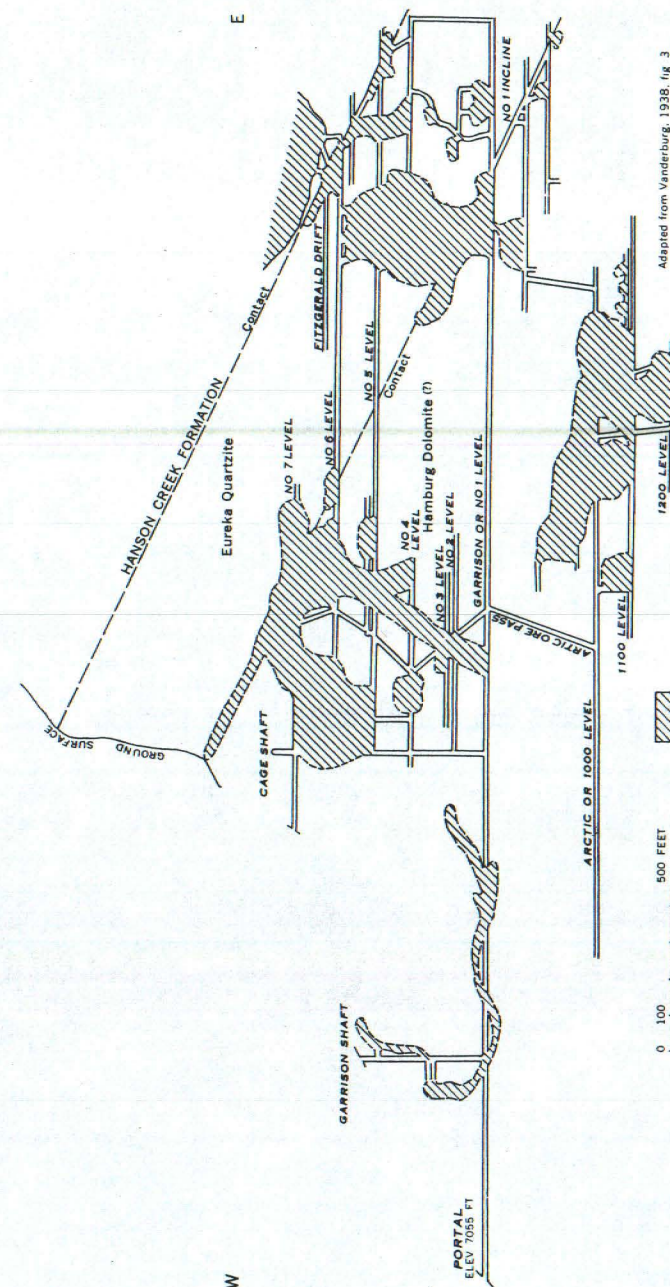 W
E
GROUND
SURFACE
HANSON CREEK FORMATION
Contact
Eureka Quartzite
CAGE SHAFT
NO 7 LEVEL
NO 6 LEVEL
FITZGERALD DRIFT
NO 5 LEVEL
Contact
NO 4
LEVEL
Hamburg Dolomite (?)
NO 3 LEVEL
NO 2 LEVEL
GARRISON OR NO 1 LEVEL
NO 1 INCLINE
GARRISON SHAFT
PORTAL
ELEV 7055 FT
ARTIC ORE PASS
ARCTIC OR 1000 LEVEL
1100 LEVEL
1200 LEVEL
0 100 500 FEET
Adapted from Vanderburg, 1938, fig 3